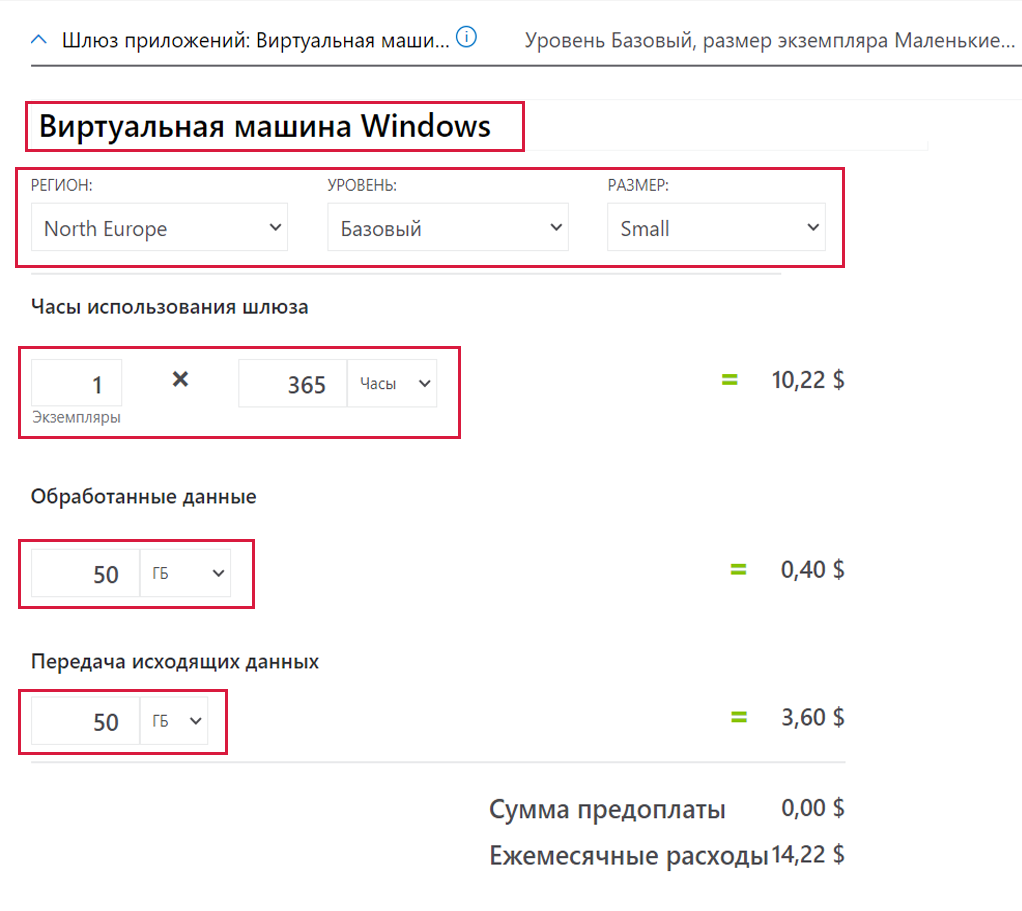 Шлюз приложений: Виртуальная маши... Уровень Базовый, размер экземпляра Маленькие...
Виртуальная машина Windows
РЕГИОН: УРОВЕНЬ: РАЗМЕР:
North Europe Базовый Small
Часы использования шлюза
1 × 365 Часы = 10,22 $
Экземпляры
Обработанные данные
50 ГБ = 0,40 $
Передача исходящих данных
50 ГБ = 3,60 $
Сумма предоплаты 0,00 $
Ежемесячные расходы 14,22 $